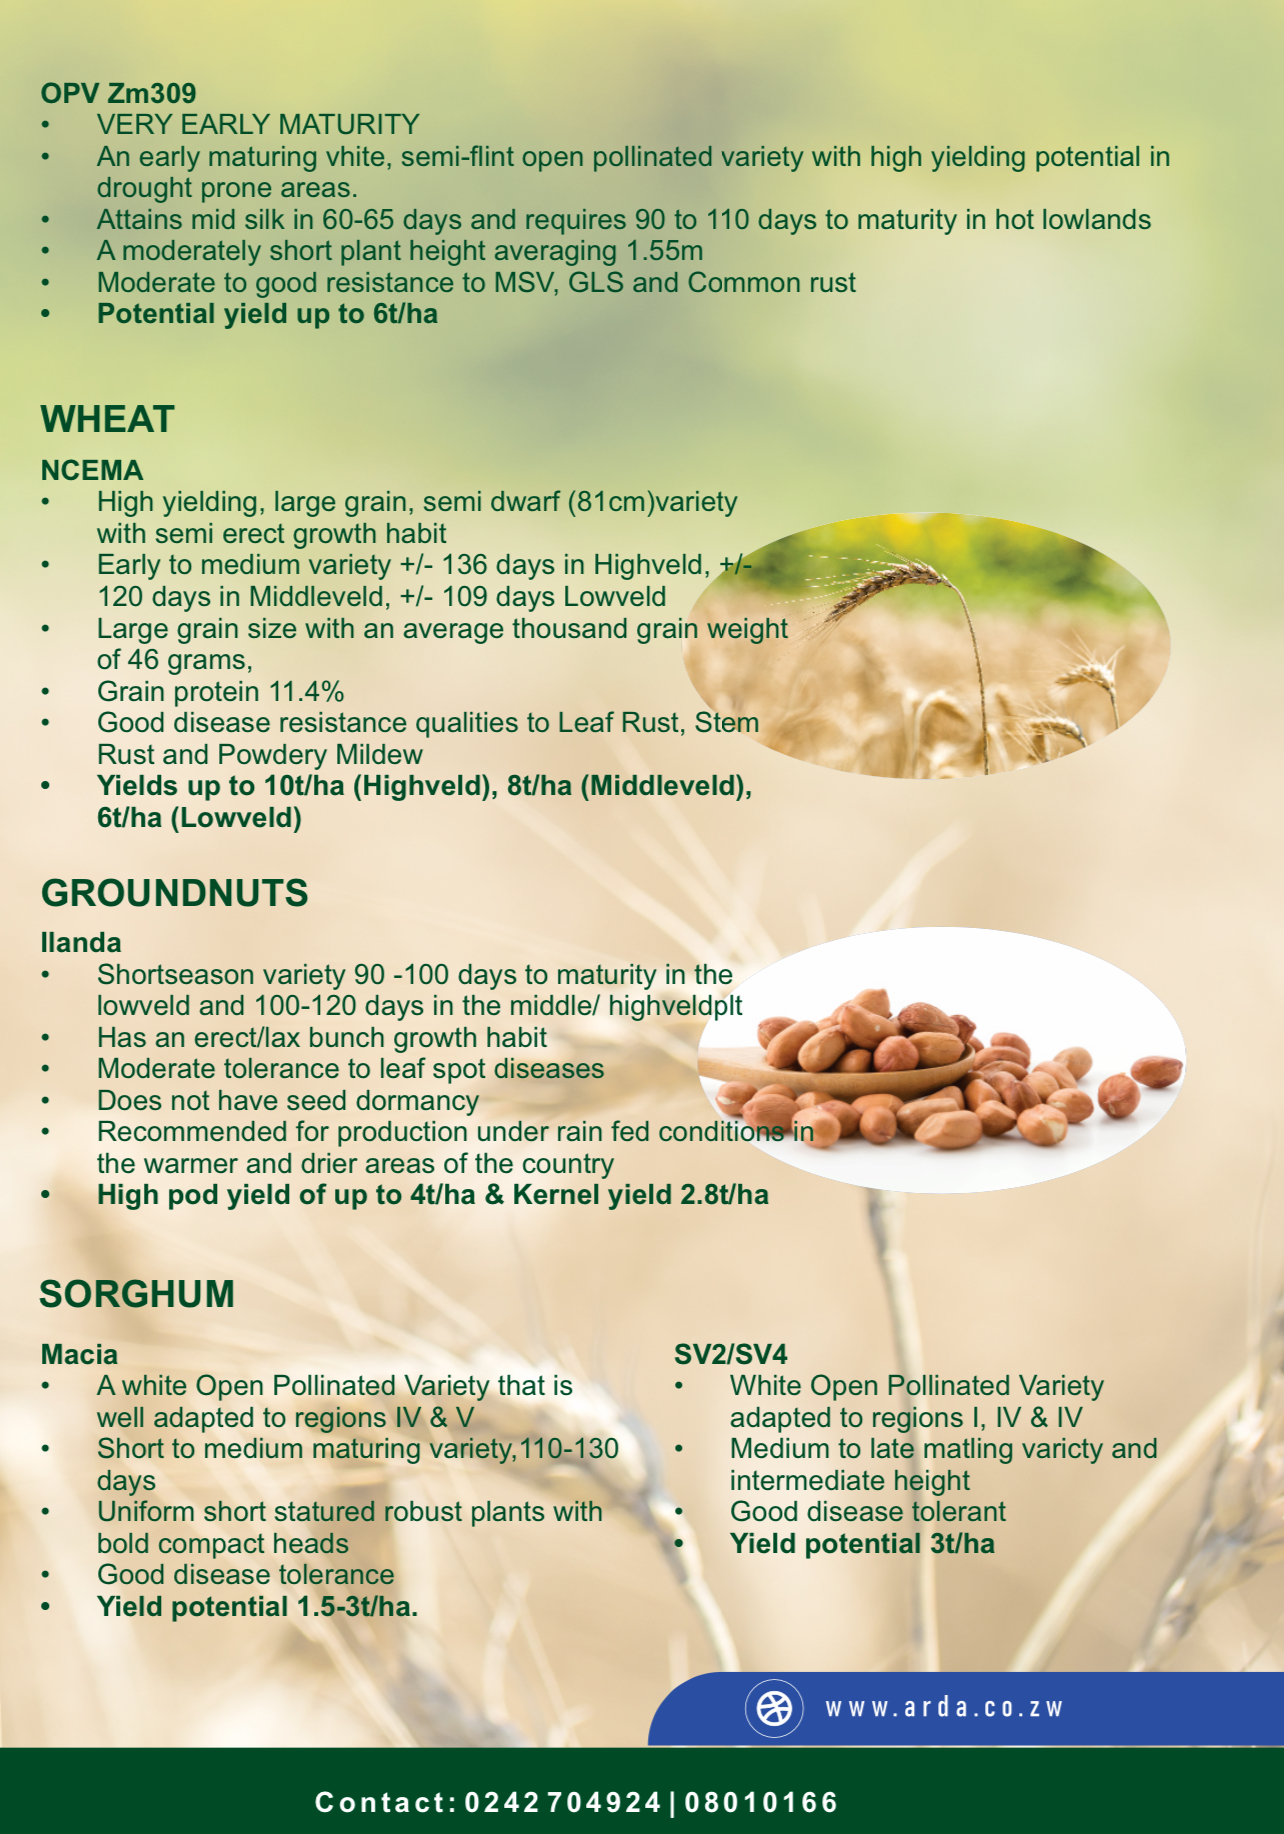 OPV Zm309
• VERY EARLY MATURITY
• An early maturing vhite, semi-flint open pollinated variety with high yielding potential in
drought prone areas.
• Attains mid silk in 60-65 days and requires 90 to 110 days to maturity in hot lowlands
• A moderately short plant height averaging 1.55m
• Moderate to good resistance to MSV, GLS and Common rust
• Potential yield up to 6t/ha
WHEAT
NCEMA
• High yielding, large grain, semi dwarf (81cm)variety
with semi erect growth habit
• Early to medium variety +/- 136 days in Highveld, +/-
120 days in Middleveld, +/- 109 days Lowveld
• Large grain size with an average thousand grain weight
of 46 grams,
• Grain protein 11.4%
• Good disease resistance qualities to Leaf Rust, Stem
Rust and Powdery Mildew
• Yields up to 10t/ha (Highveld), 8t/ha (Middleveld),
6t/ha (Lowveld)
GROUNDNUTS
Ilanda
• Shortseason variety 90 -100 days to maturity in the
lowveld and 100-120 days in the middle/ highveldplt
• Has an erect/lax bunch growth habit
• Moderate tolerance to leaf spot diseases
• Does not have seed dormancy
• Recommended for production under rain fed conditions in
the warmer and drier areas of the country
• High pod yield of up to 4t/ha & Kernel yield 2.8t/ha
SORGHUM
Macia
• A white Open Pollinated Variety that is
well adapted to regions IV & V
• Short to medium maturing variety,110-130
days
• Uniform short statured robust plants with
bold compact heads
• Good disease tolerance
• Yield potential 1.5-3t/ha.
SV2/SV4
• White Open Pollinated Variety
adapted to regions I, IV & IV
• Medium to late matling varicty and
intermediate height
• Good disease tolerant
• Yield potential 3t/ha
www.arda.co.zw
Contact: 0242 704924 | 08010166